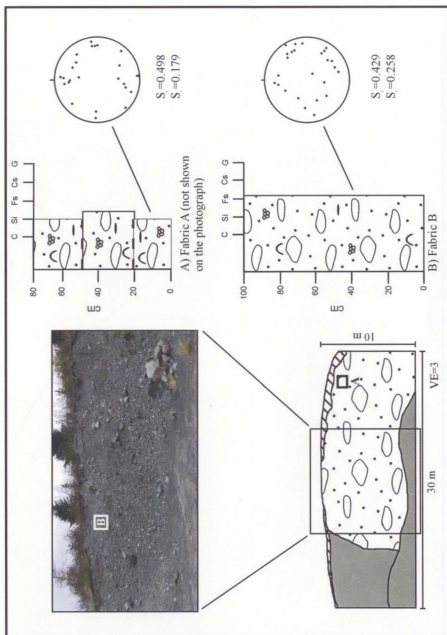 B
30 m
VE=3
10 m
A
80
60
40
20
0
cm
C Si Fs Cs G
A) Fabric A (not shown
on the photograph)
S₁=0.498
S₃=0.179
100
80
60
40
20
0
cm
C Si Fs Cs G
B) Fabric B
S₁=0.429
S₃=0.258